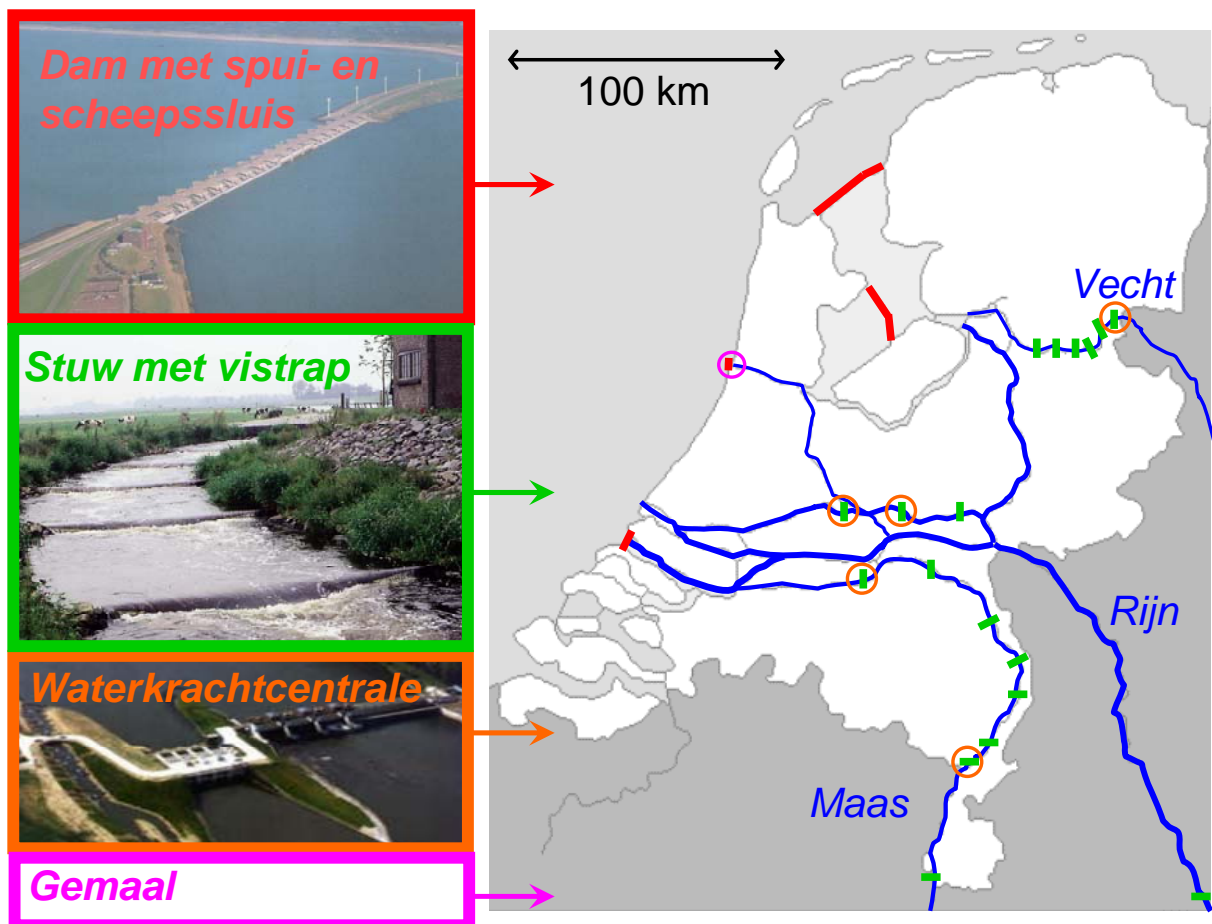 Dam met spui- en
scheepssluis
Stuw met vistrap
Waterkrachtcentrale
Gemaal
100 km
Vecht
Rijn
Maas